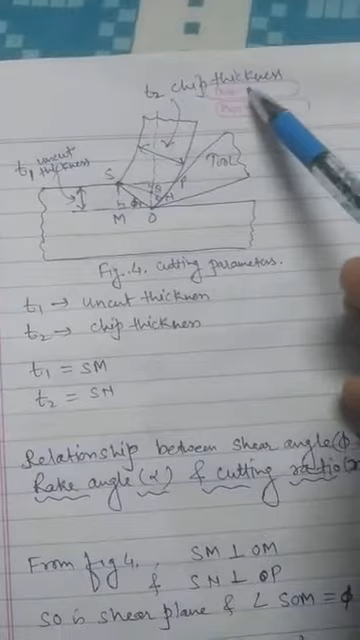 t2 chip thickness
t1 uncut thickness
Tool
S
P
M
O
Fig. 4. Cutting parameters.
t1 → Uncut thickness
t2 → chip thickness
t1 = SM
t2 = SN
Relationship between shear angle (ϕ
Rake angle (α) & cutting ratio (r
From fig 4, SM ⊥ OM
& SN ⊥ OP
SO is shear plane & ∠ SOM = ϕ